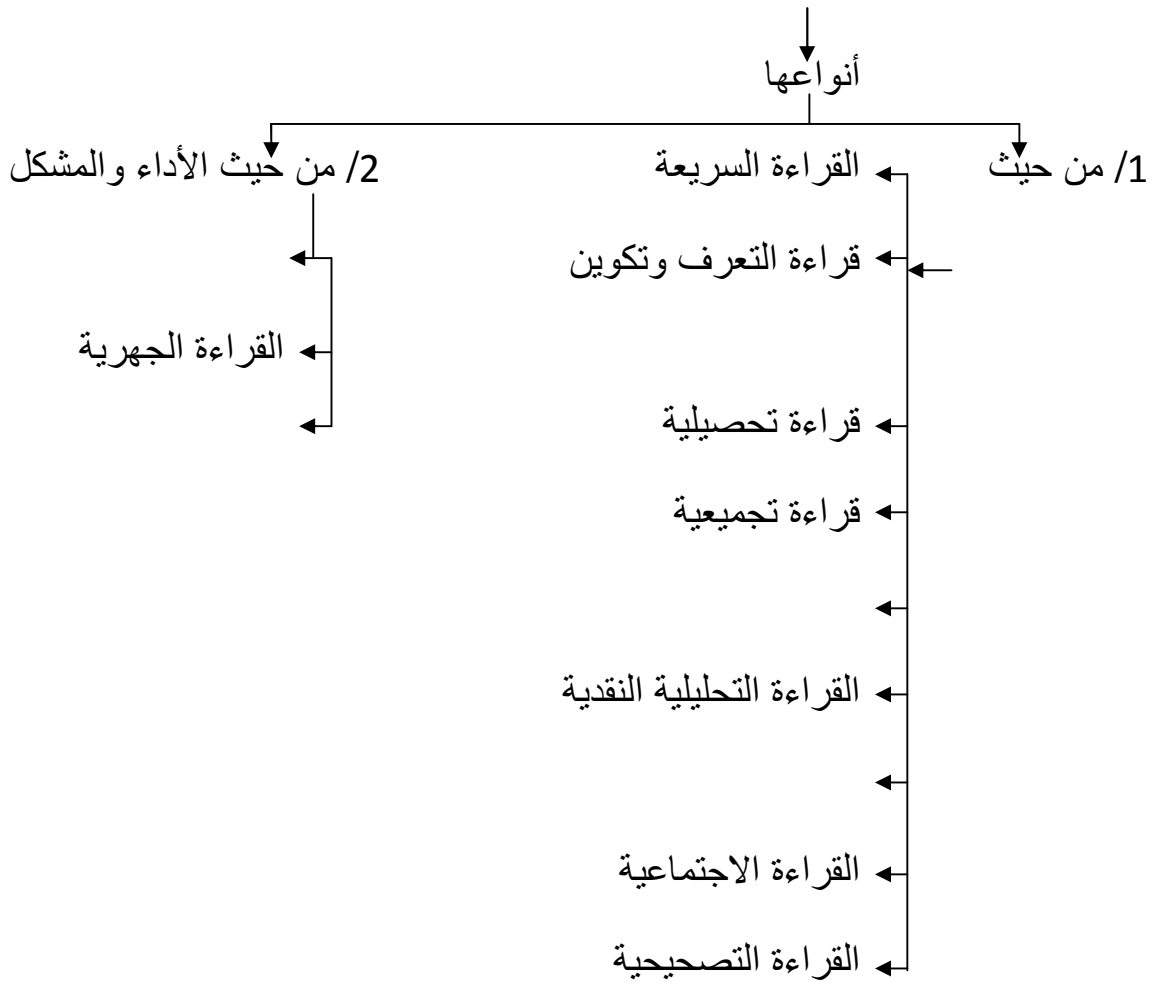 أنواعها
1/ من حيث
القراءة السريعة
2/ من حيث الأداء والمشكل
قراءة التعرف وتكوين
القراءة الجهرية
قراءة تحصيلية
قراءة تجميعية
القراءة التحليلية النقدية
القراءة الاجتماعية
القراءة التصحيحية